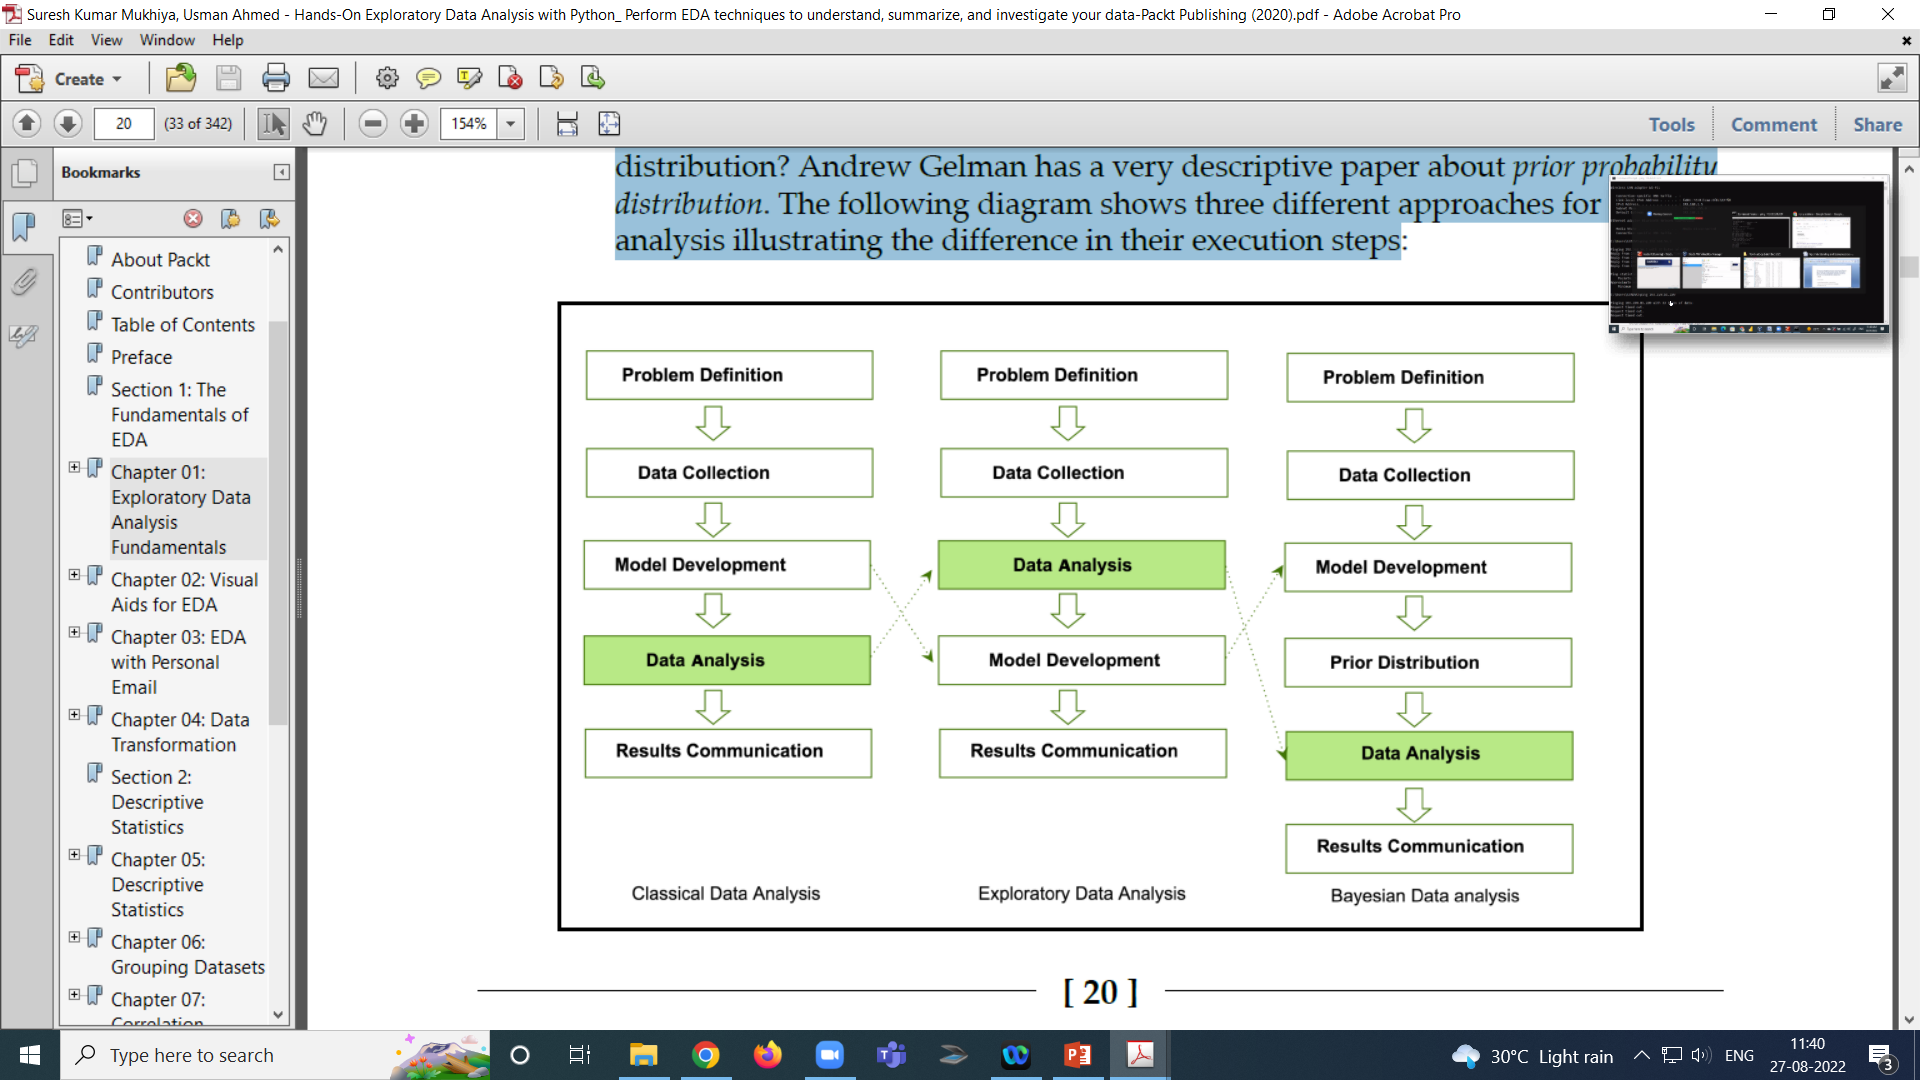 Suresh Kumar Mukhiya, Usman Ahmed - Hands-On Exploratory Data Analysis with Python_ Perform EDA techniques to understand, summarize, and investigate your data-Packt Publishing (2020).pdf - Adobe Acrobat Pro
File Edit View Window Help
Create
20 (33 of 342) 154% Tools Comment Share
Bookmarks
About Packt
Contributors
Table of Contents
Preface
Section 1: The
Fundamentals of
EDA
Chapter 01:
Exploratory Data
Analysis
Fundamentals
Chapter 02: Visual
Aids for EDA
Chapter 03: EDA
with Personal
Email
Chapter 04: Data
Transformation
Section 2:
Descriptive
Statistics
Chapter 05:
Descriptive
Statistics
Chapter 06:
Grouping Datasets
Chapter 07:
Correlation
distribution? Andrew Gelman has a very descriptive paper about prior probability
distribution. The following diagram shows three different approaches for
analysis illustrating the difference in their execution steps:
Problem Definition
Data Collection
Model Development
Data Analysis
Results Communication
Classical Data Analysis
Problem Definition
Data Collection
Data Analysis
Model Development
Results Communication
Exploratory Data Analysis
Problem Definition
Data Collection
Model Development
Prior Distribution
Data Analysis
Results Communication
Bayesian Data analysis
[ 20 ]
Type here to search
30°C Light rain
ENG
11:40
27-08-2022
3